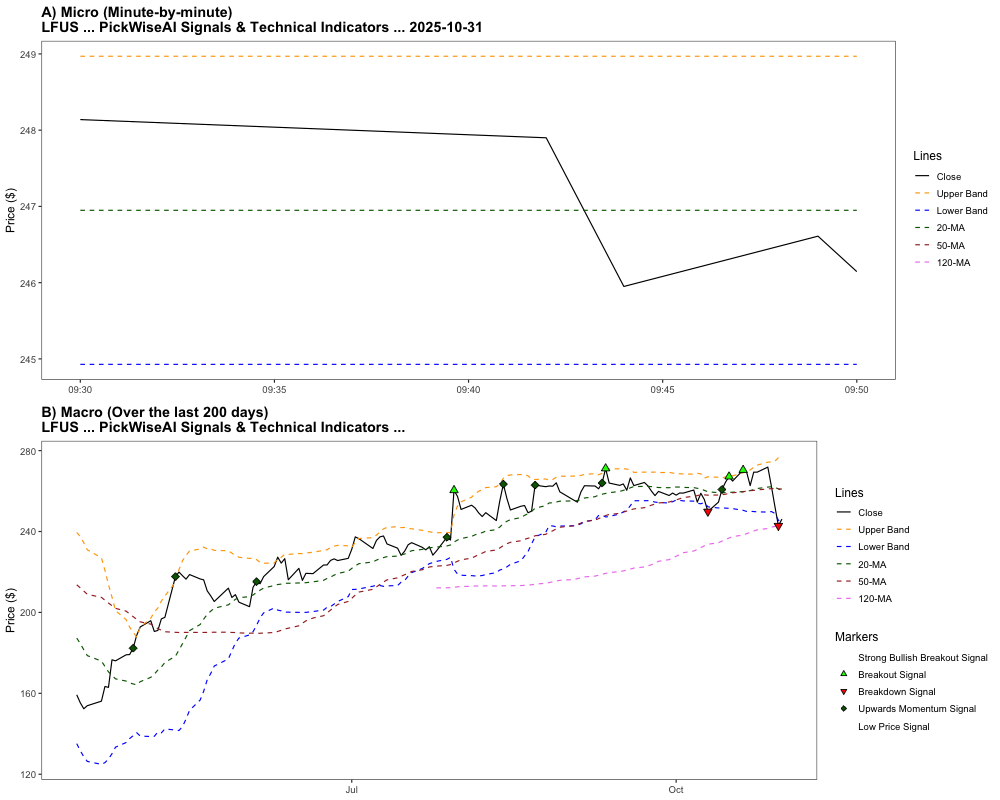 A) Micro (Minute-by-minute)
LFUS ... PickWiseAI Signals & Technical Indicators ... 2025-10-31
249
248
247
246
245
Price ($)
09:30
09:35
09:40
09:45
09:50
Lines
Close
Upper Band
Lower Band
20-MA
50-MA
120-MA
B) Macro (Over the last 200 days)
LFUS ... PickWiseAI Signals & Technical Indicators ...
280
240
200
160
120
Price ($)
Jul
Oct
Lines
Close
Upper Band
Lower Band
20-MA
50-MA
120-MA
Markers
Strong Bullish Breakout Signal
Breakout Signal
Breakdown Signal
Upwards Momentum Signal
Low Price Signal